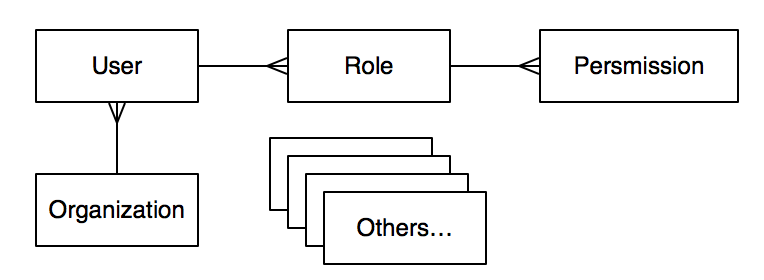 User
Role
Persmission
Organization
Others…